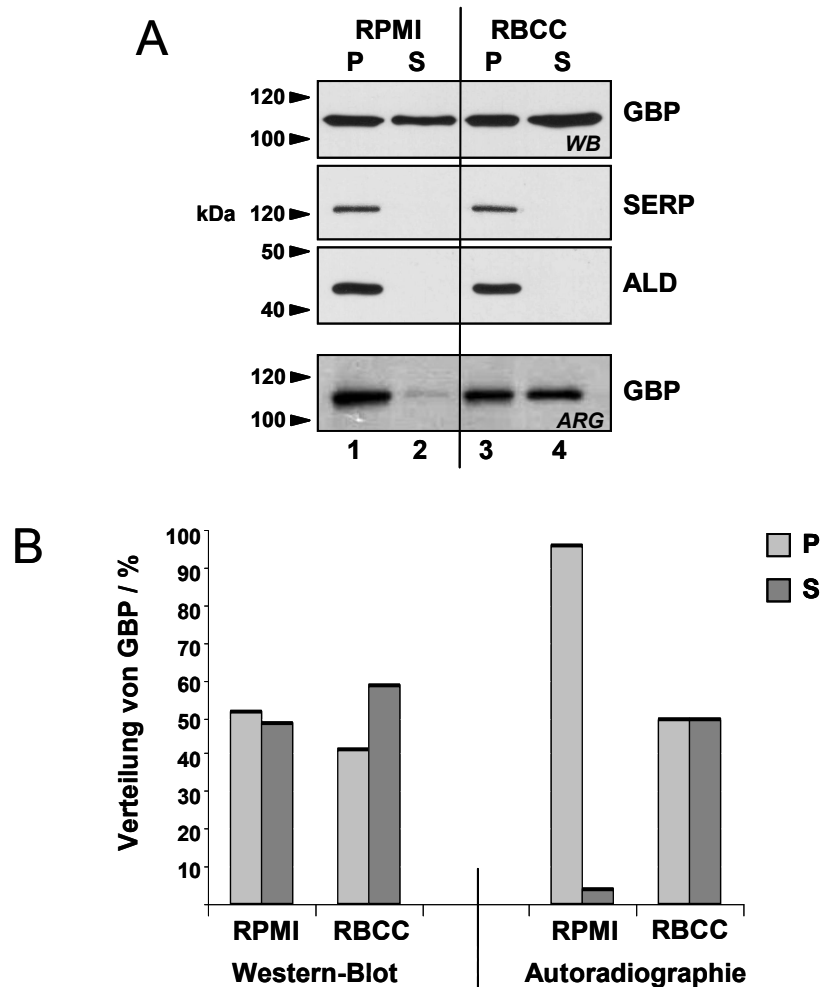 A
RPMI RBCC
P S P S
120 GBP
100 WB
kDa 120 SERP
50
ALD
40
120 GBP
100 ARG
1 2 3 4
B
Verteilung von GBP / %
100
90
80
70
60
50
40
30
20
10
P
S
RPMI RBCC RPMI RBCC
Western-Blot Autoradiographie